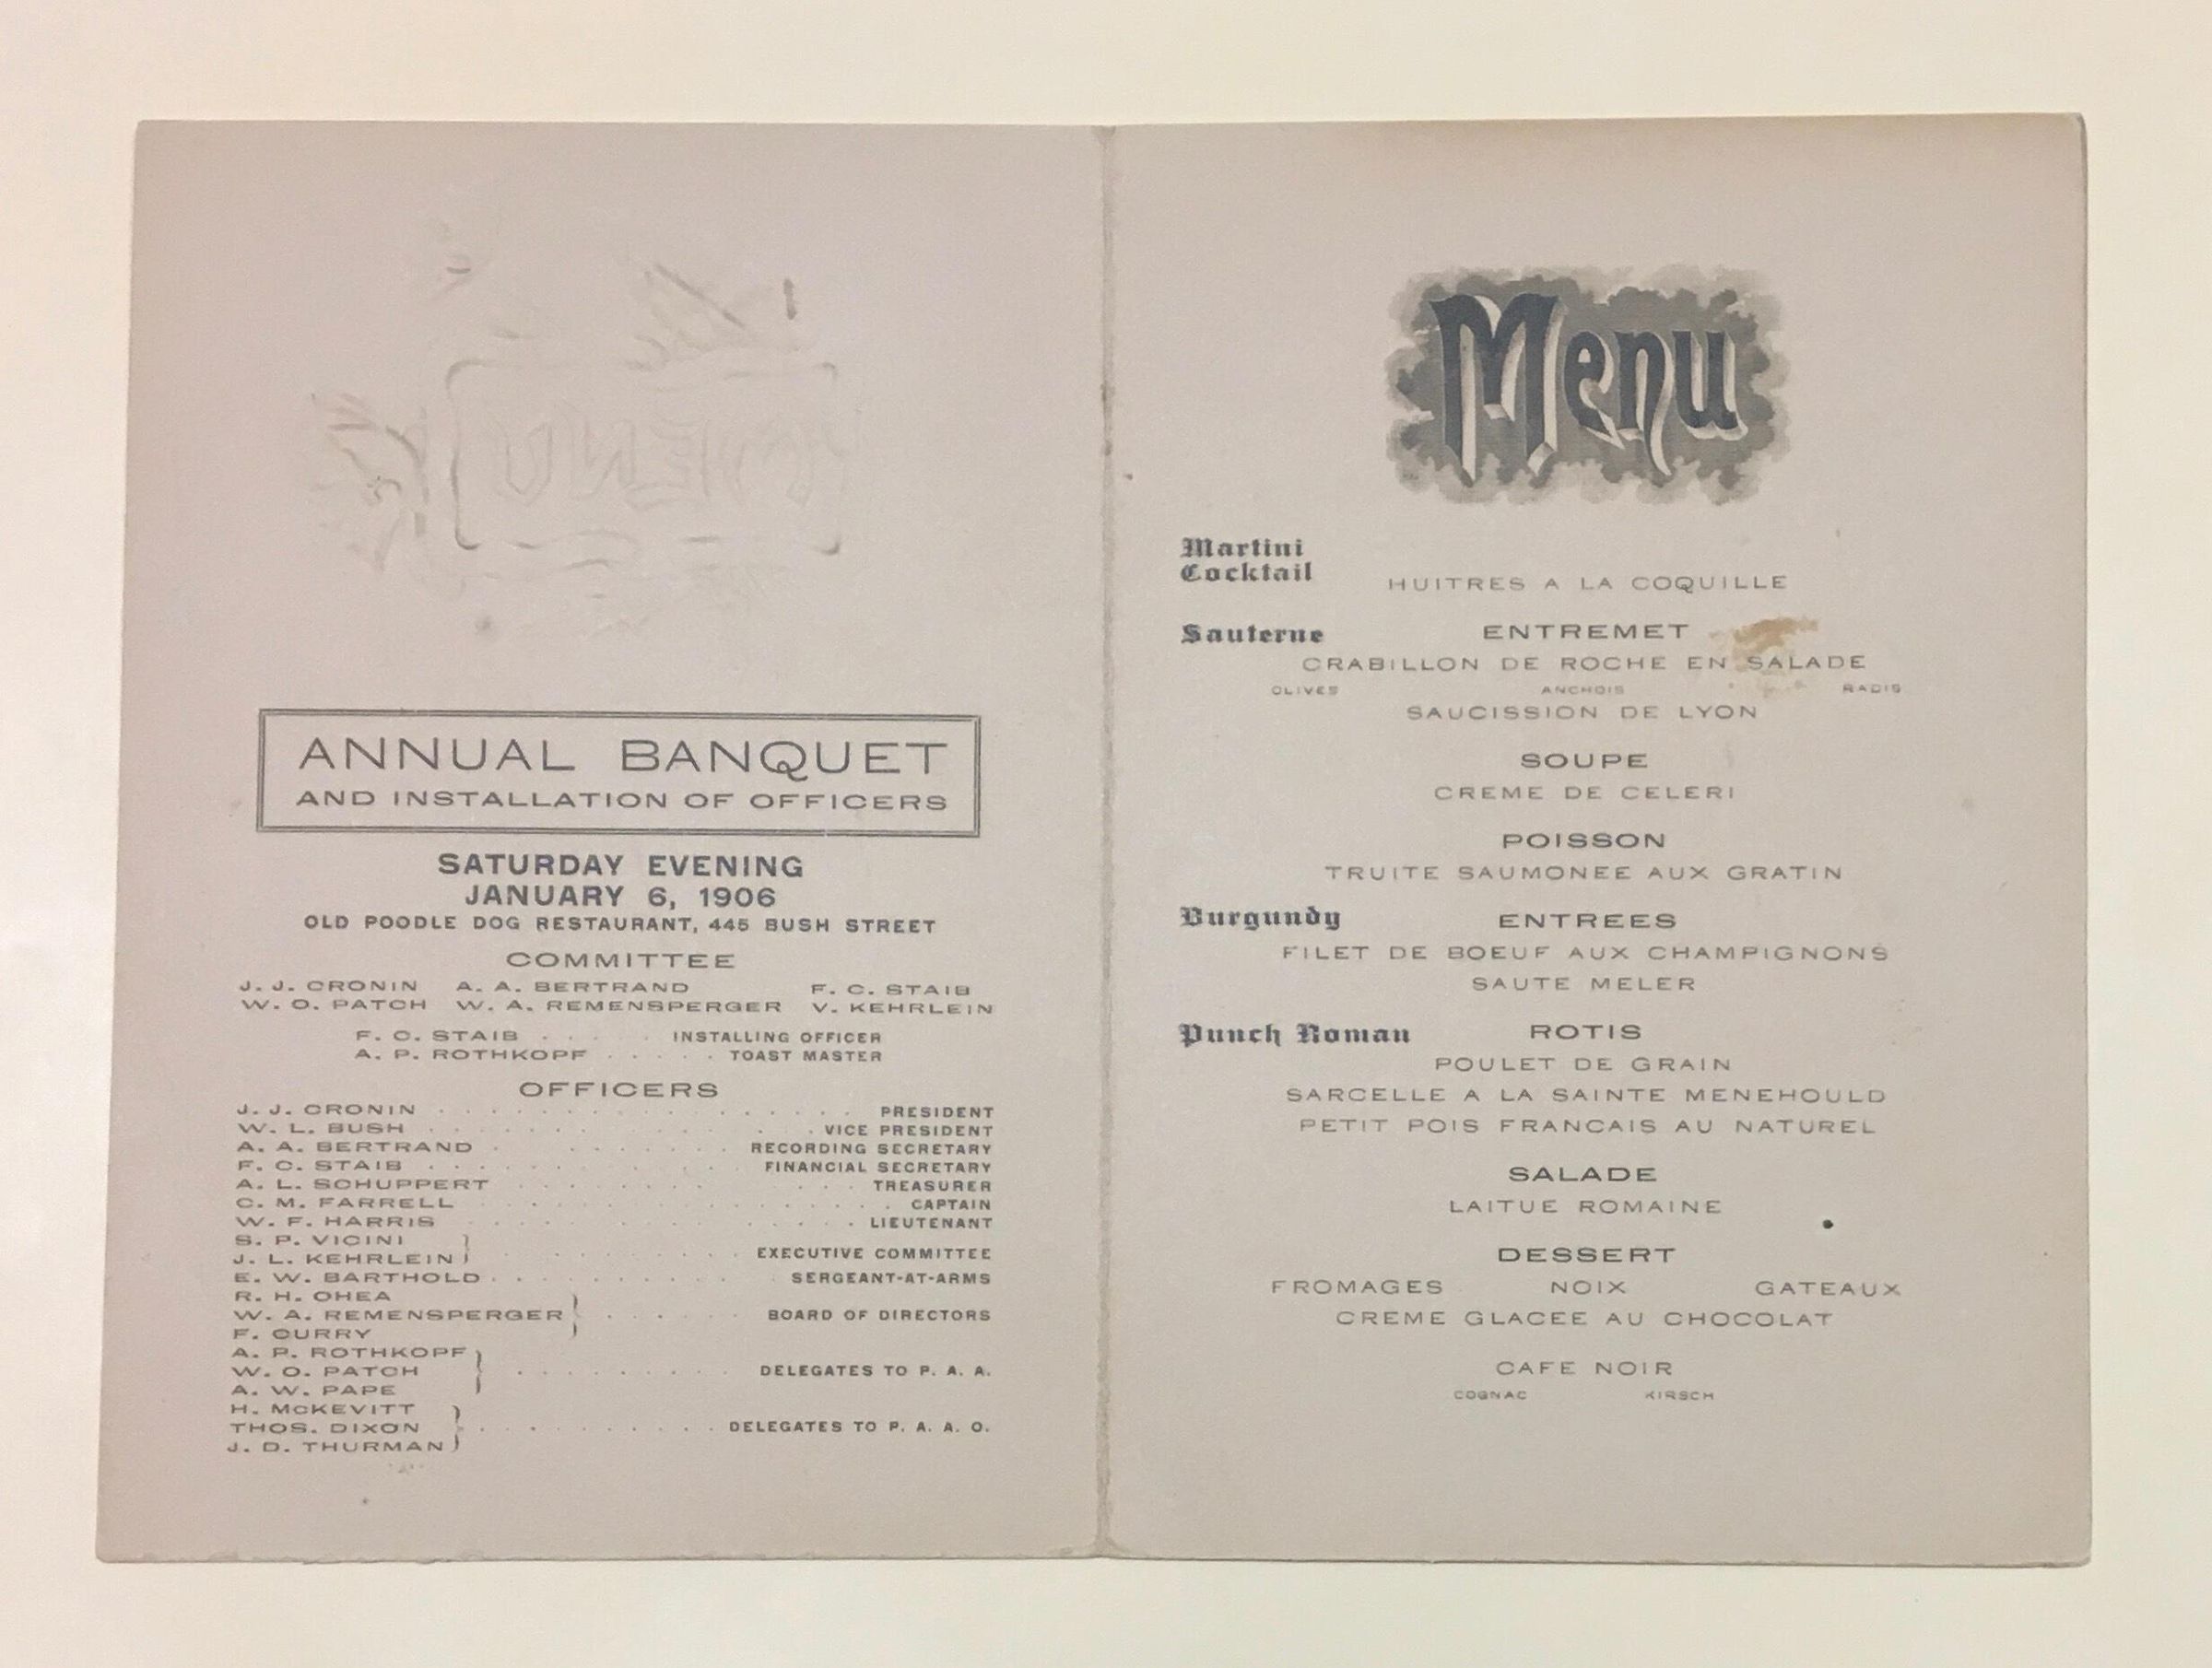 ANNUAL BANQUET
AND INSTALLATION OF OFFICERS
SATURDAY EVENING
JANUARY 6, 1906
OLD POODLE DOG RESTAURANT, 445 BUSH STREET
COMMITTEE
J. J. CRONIN A. A. BERTRAND F. C. STAIB
W. O. PATCH W. A. REMENSPERGER V. KEHRLEIN
F. C. STAIB . . . . . INSTALLING OFFICER
A. P. ROTHKOPF . . . . . TOAST MASTER
OFFICERS
J. J. CRONIN . . . . . PRESIDENT
W. L. BUSH . . . . . VICE PRESIDENT
A. A. BERTRAND . . . . . RECORDING SECRETARY
F. C. STAIB . . . . . FINANCIAL SECRETARY
A. L. SCHUPPERT . . . . . TREASURER
C. M. FARRELL . . . . . CAPTAIN
W. F. HARRIS . . . . . LIEUTENANT
S. P. VICINI
J. L. KEHRLEIN } . . . . . EXECUTIVE COMMITTEE
E. W. BARTHOLD . . . . . SERGEANT-AT-ARMS
R. H. OHEA
W. A. REMENSPERGER } . . . . . BOARD OF DIRECTORS
F. CURRY
A. P. ROTHKOPF
W. O. PATCH } . . . . . DELEGATES TO P. A. A.
A. W. PAPE
H. McKEVITT
THOS. DIXON } . . . . . DELEGATES TO P. A. A. O.
J. D. THURMAN
MENU
Menu
Martini
Cocktail
HUITRES A LA COQUILLE
Sauterne ENTREMET
CRABILLON DE ROCHE EN SALADE
OLIVES ANCHOIS RADIS
SAUCISSION DE LYON
SOUPE
CREME DE CELERI
POISSON
TRUITE SAUMONEE AUX GRATIN
Burgundy ENTREES
FILET DE BOEUF AUX CHAMPIGNONS
SAUTE MELER
Punch Roman ROTIS
POULET DE GRAIN
SARCELLE A LA SAINTE MENEHOULD
PETIT POIS FRANCAIS AU NATUREL
SALADE
LAITUE ROMAINE
DESSERT
FROMAGES NOIX GATEAUX
CREME GLACEE AU CHOCOLAT
CAFE NOIR
COGNAC KIRSCH